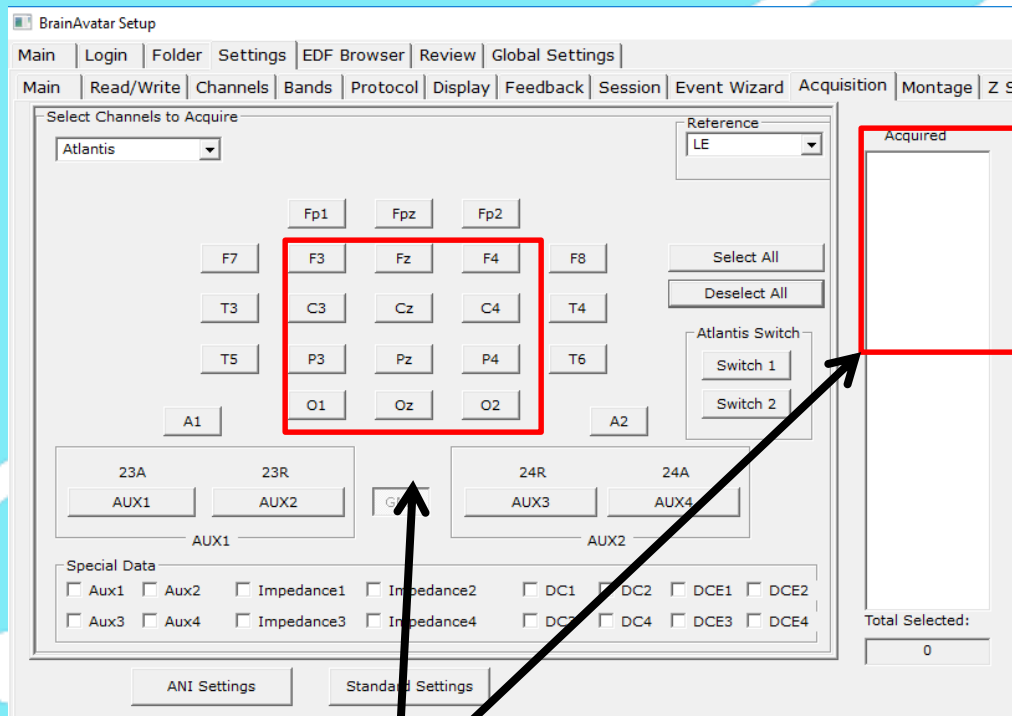 BrainAvatar Setup
Main Login Folder Settings EDF Browser Review Global Settings
Main Read/Write Channels Bands Protocol Display Feedback Session Event Wizard Acquisition Montage Z S
Select Channels to Acquire
Reference
Acquired
Atlantis
LE
Fp1 Fpz Fp2
F7 F3 Fz F4 F8 Select All
Deselect All
T3 C3 Cz C4 T4
Atlantis Switch
T5 P3 Pz P4 T6 Switch 1
O1 Oz O2 Switch 2
A1 A2
23A 23R 24R 24A
AUX1 AUX2 AUX3 AUX4
AUX1 AUX2
Special Data
Aux1 Aux2 Impedance1 Impedance2 DC1 DC2 DCE1 DCE2
Aux3 Aux4 Impedance3 Impedance4 DC3 DC4 DCE3 DCE4
Total Selected:
0
ANI Settings Standard Settings